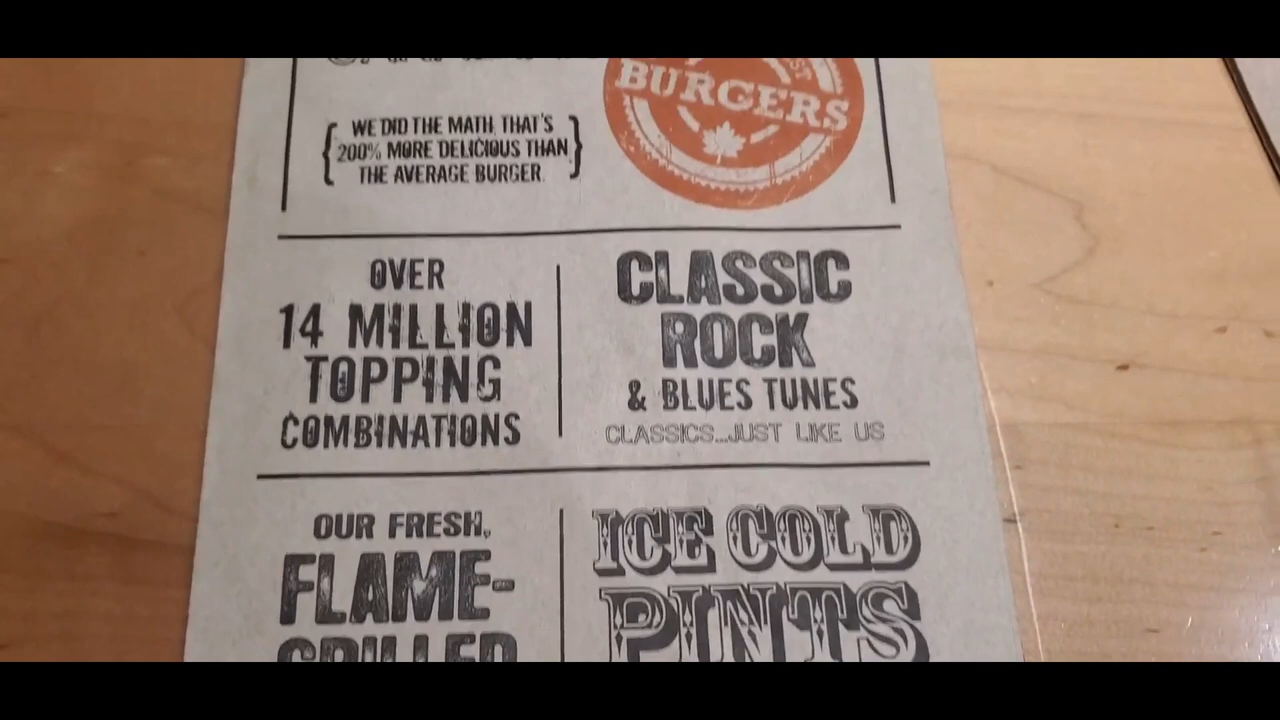 BURGERS
WE DID THE MATH, THAT'S
200% MORE DELICIOUS THAN
THE AVERAGE BURGER.
OVER
14 MILLION
TOPPING
COMBINATIONS
CLASSIC
ROCK
& BLUES TUNES
CLASSICS...JUST LIKE US
OUR FRESH,
FLAME-
GRILLED
ICE COLD
PINTS